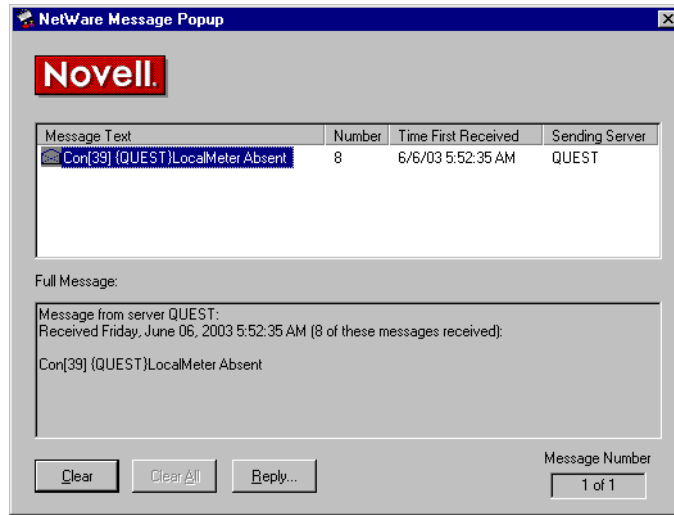 NetWare Message Popup
Novell.
Message Text Number Time First Received Sending Server
Con[39] {QUEST}LocalMeter Absent 8 6/6/03 5:52:35 AM QUEST
Full Message:
Message from server QUEST:
Received Friday, June 06, 2003 5:52:35 AM (8 of these messages received):
Con[39] {QUEST}LocalMeter Absent
Message Number
Clear Clear All Reply... 1 of 1